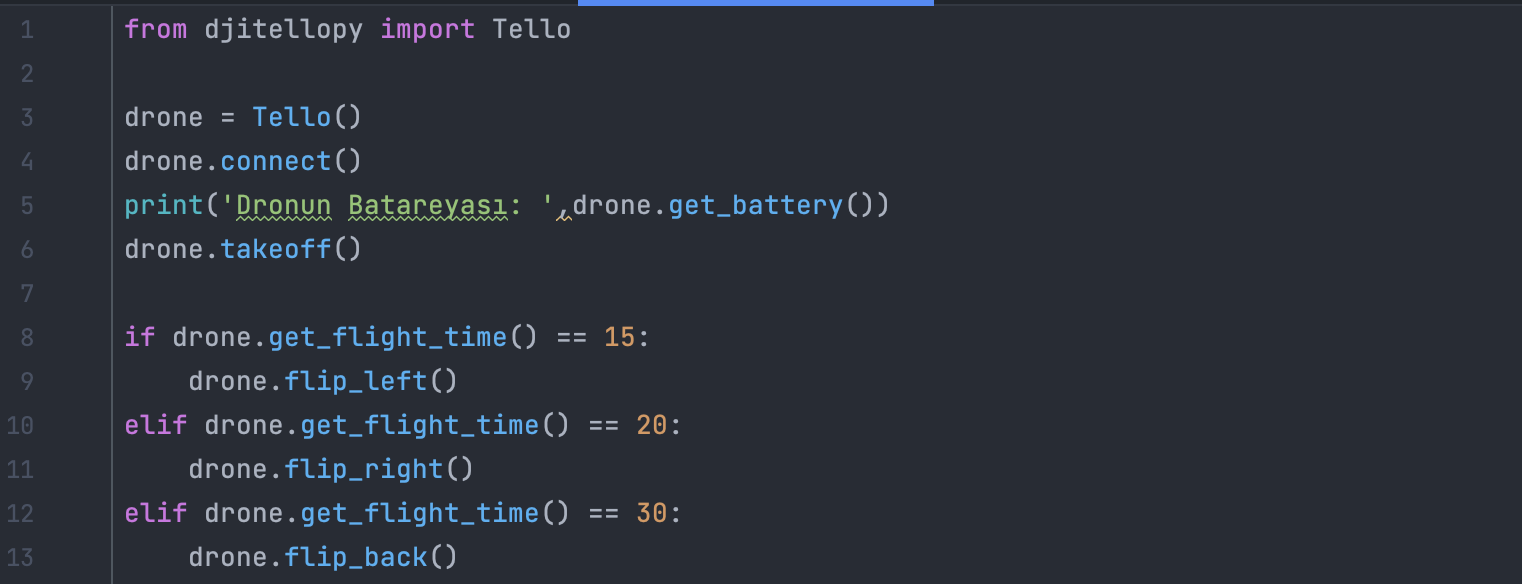 1 from djitellopy import Tello
2
3 drone = Tello()
4 drone.connect()
5 print('Dronun Batareyası: ',drone.get_battery())
6 drone.takeoff()
7
8 if drone.get_flight_time() == 15:
9     drone.flip_left()
10 elif drone.get_flight_time() == 20:
11     drone.flip_right()
12 elif drone.get_flight_time() == 30:
13     drone.flip_back()